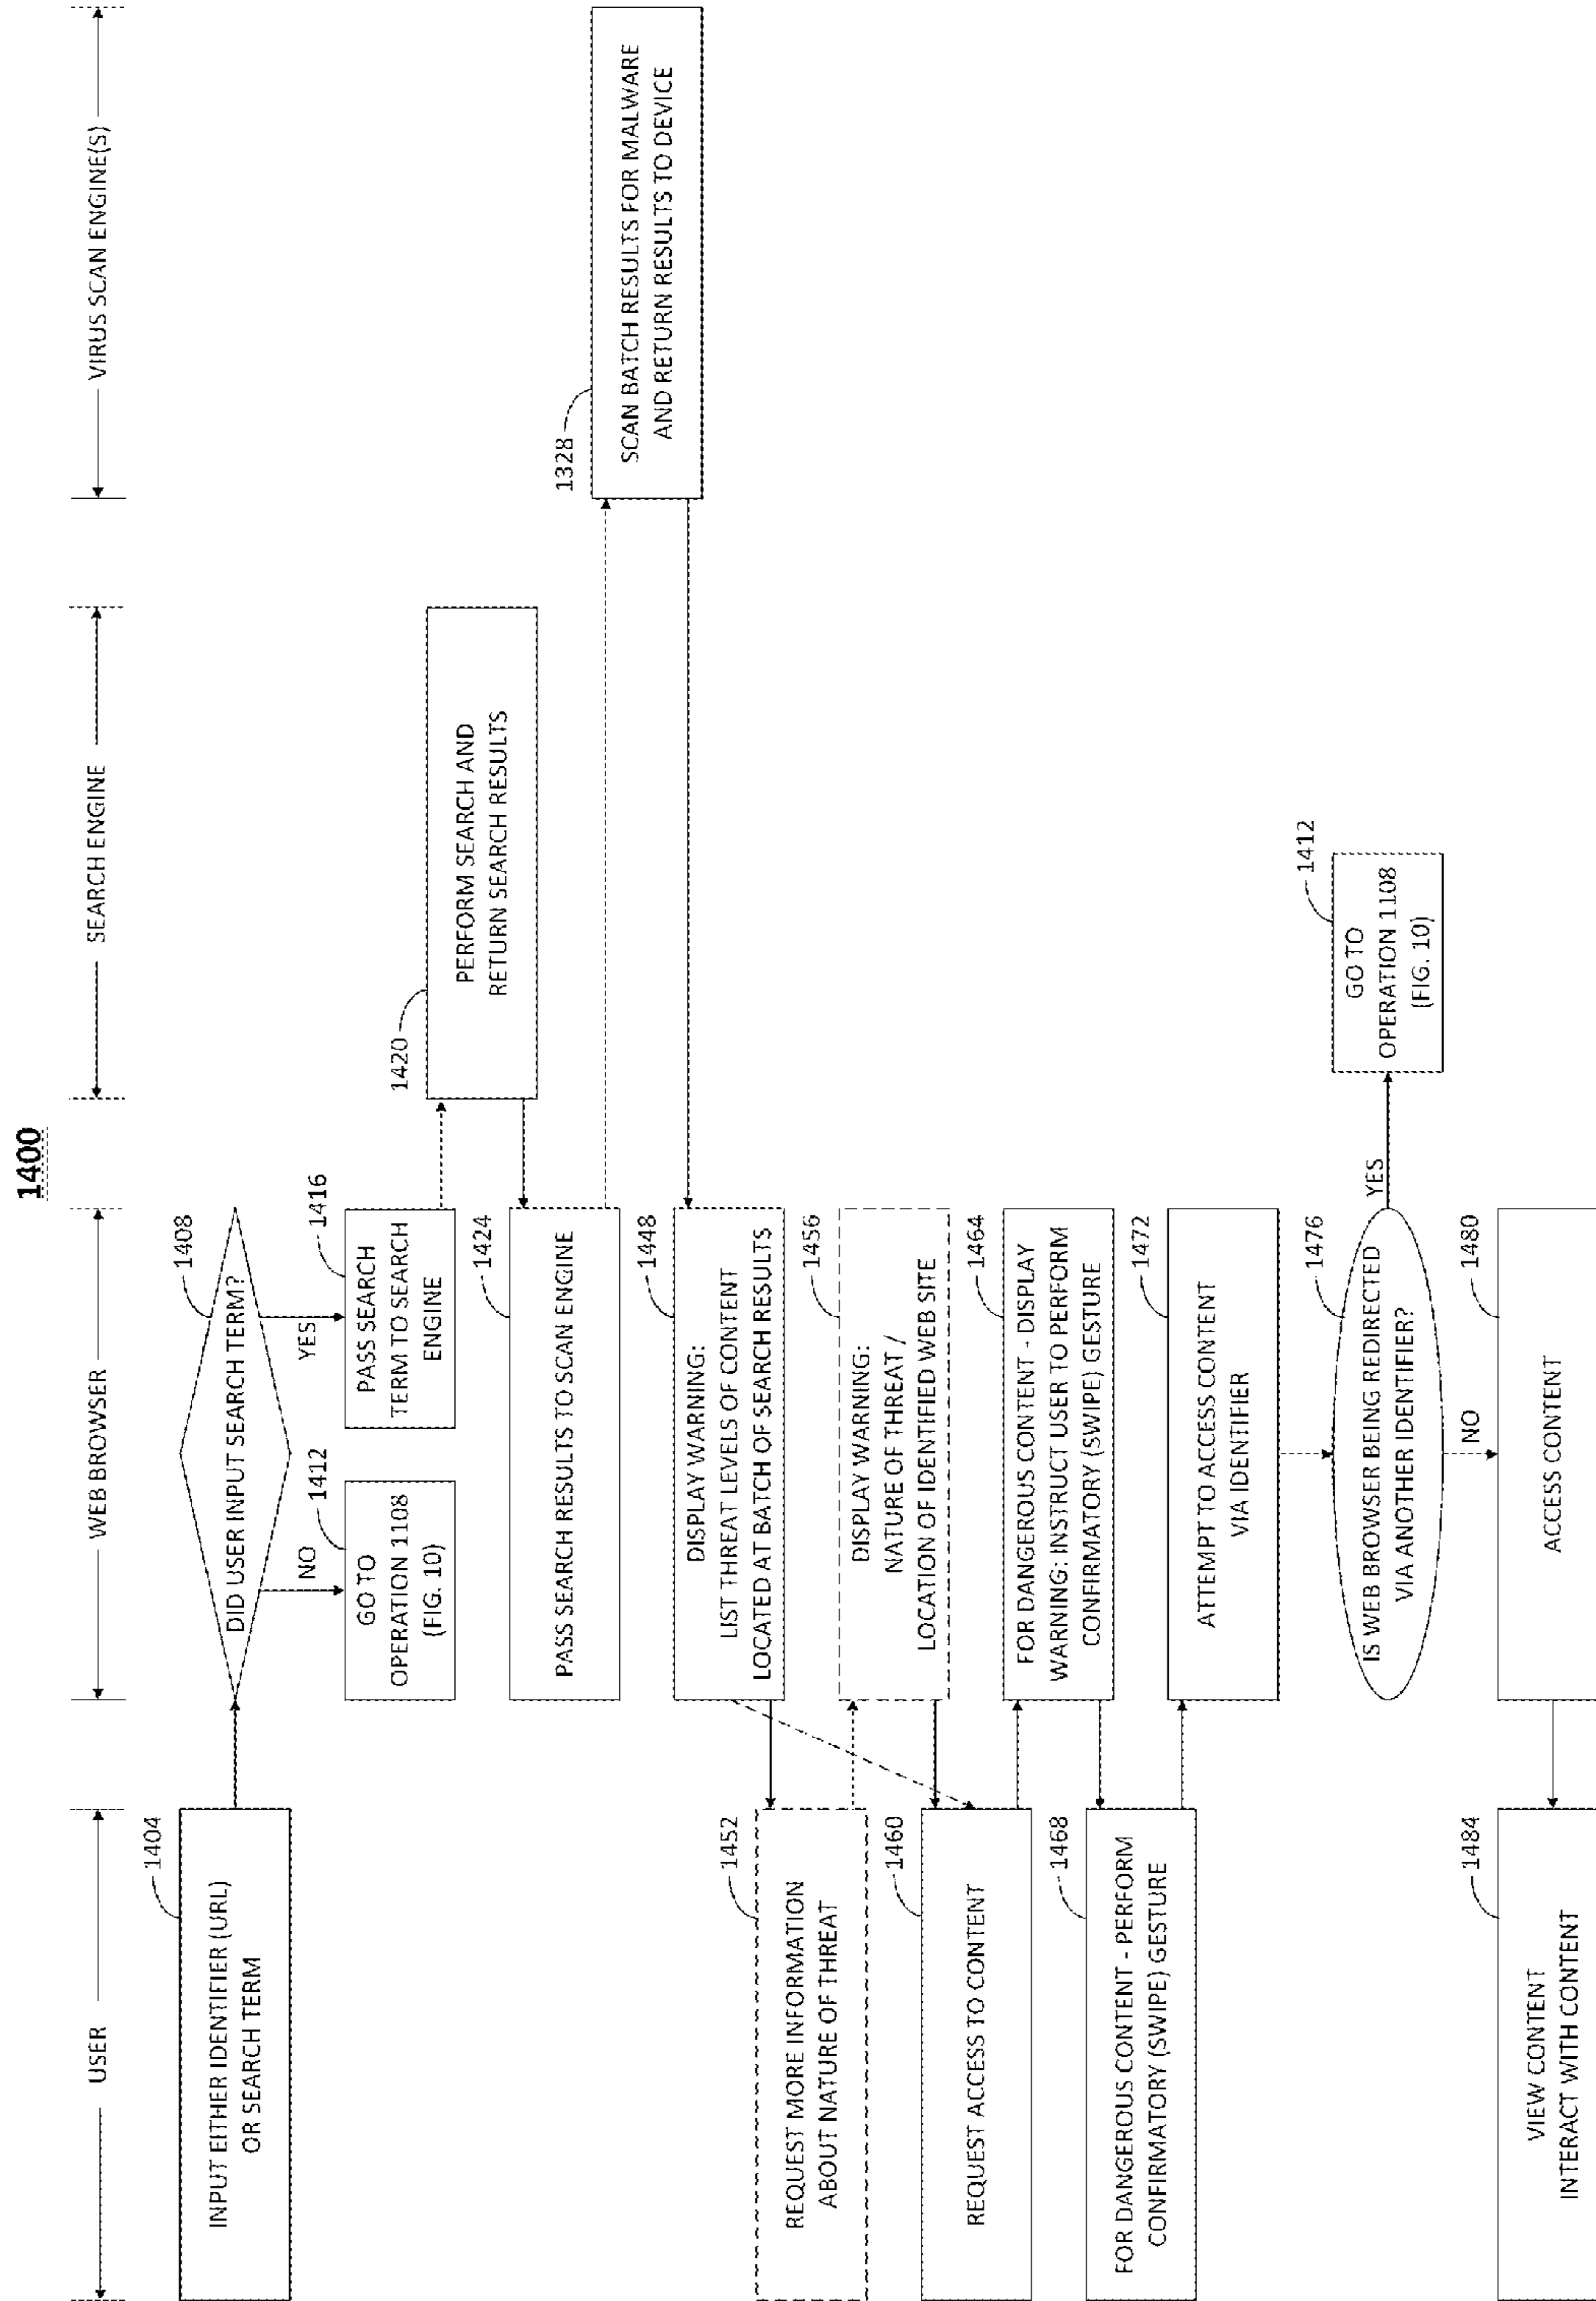 1400
USER
WEB BROWSER
SEARCH ENGINE
VIRUS SCAN ENGINE(S)
1404
INPUT EITHER IDENTIFIER (URL)
OR SEARCH TERM
1408
DID USER INPUT SEARCH TERM?
NO
YES
1412
GO TO
OPERATION 1108
(FIG. 10)
1416
PASS SEARCH
TERM TO SEARCH
ENGINE
1420
PERFORM SEARCH AND
RETURN SEARCH RESULTS
1424
PASS SEARCH RESULTS TO SCAN ENGINE
1328
SCAN BATCH RESULTS FOR MALWARE
AND RETURN RESULTS TO DEVICE
1448
DISPLAY WARNING:
LIST THREAT LEVELS OF CONTENT
LOCATED AT BATCH OF SEARCH RESULTS
1452
REQUEST MORE INFORMATION
ABOUT NATURE OF THREAT
1456
DISPLAY WARNING:
NATURE OF THREAT /
LOCATION OF IDENTIFIED WEB SITE
1460
REQUEST ACCESS TO CONTENT
1464
FOR DANGEROUS CONTENT - DISPLAY
WARNING: INSTRUCT USER TO PERFORM
CONFIRMATORY (SWIPE) GESTURE
1468
FOR DANGEROUS CONTENT - PERFORM
CONFIRMATORY (SWIPE) GESTURE
1472
ATTEMPT TO ACCESS CONTENT
VIA IDENTIFIER
1476
IS WEB BROWSER BEING REDIRECTED
VIA ANOTHER IDENTIFIER?
YES
1412
GO TO
OPERATION 1108
(FIG. 10)
NO
1480
ACCESS CONTENT
1484
VIEW CONTENT
INTERACT WITH CONTENT